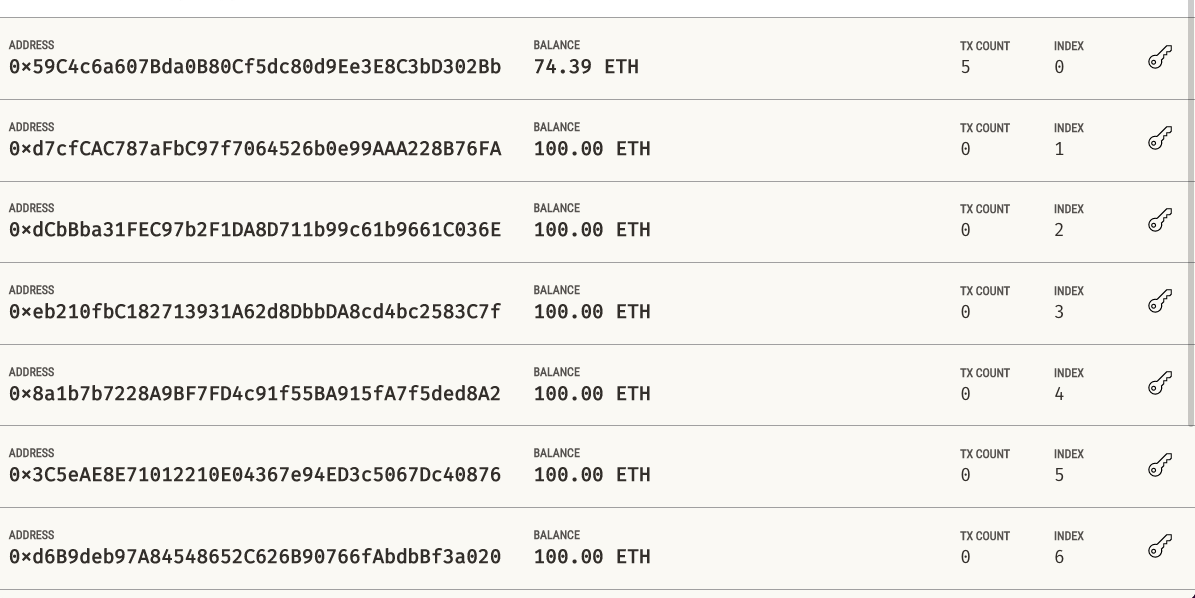 ADDRESS BALANCE TX COUNT INDEX
0x59C4c6a607Bda0B80Cf5dc80d9Ee3E8C3bD302Bb 74.39 ETH 5 0
ADDRESS BALANCE TX COUNT INDEX
0xd7cfCAC787aFbC97f7064526b0e99AAA228B76FA 100.00 ETH 0 1
ADDRESS BALANCE TX COUNT INDEX
0xdCbBba31FEC97b2F1DA8D711b99c61b9661C036E 100.00 ETH 0 2
ADDRESS BALANCE TX COUNT INDEX
0xeb210fbC182713931A62d8DbbDA8cd4bc2583C7f 100.00 ETH 0 3
ADDRESS BALANCE TX COUNT INDEX
0x8a1b7b7228A9BF7FD4c91f55BA915fA7f5ded8A2 100.00 ETH 0 4
ADDRESS BALANCE TX COUNT INDEX
0x3C5eAE8E71012210E04367e94ED3c5067Dc40876 100.00 ETH 0 5
ADDRESS BALANCE TX COUNT INDEX
0xd6B9deb97A84548652C626B90766fAbdbBf3a020 100.00 ETH 0 6